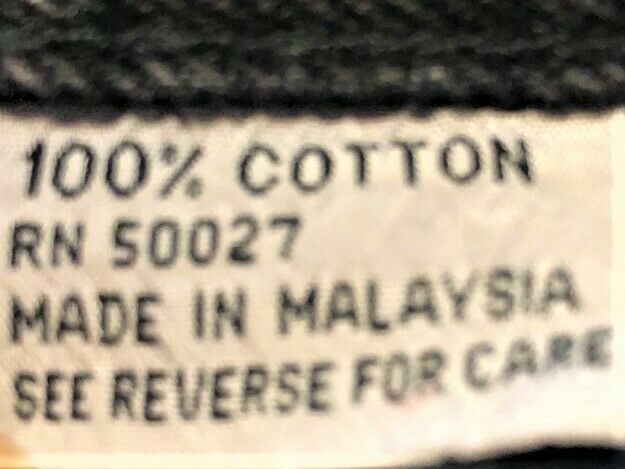 100% COTTON
RN 50027
MADE IN MALAYSIA
SEE REVERSE FOR CARE